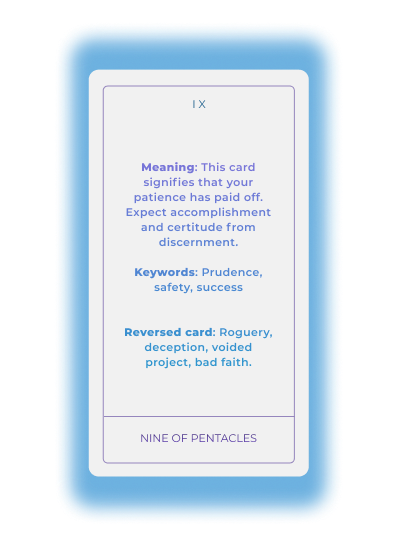 IX
Meaning: This card
signifies that your
patience has paid off.
Expect accomplishment
and certitude from
discernment.
Keywords: Prudence,
safety, success
Reversed card: Roguery,
deception, voided
project, bad faith.
NINE OF PENTACLES